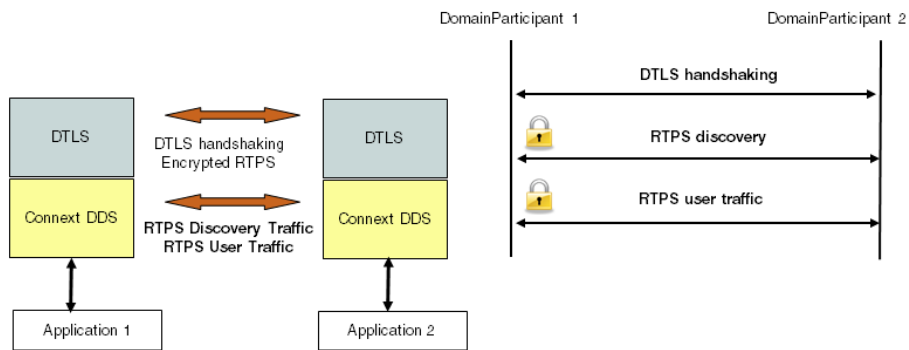 DomainParticipant 1
DomainParticipant 2
DTLS handshaking
RTPS discovery
RTPS user traffic
DTLS
DTLS handshaking
Encrypted RTPS
DTLS
Connext DDS
RTPS Discovery Traffic
RTPS User Traffic
Connext DDS
Application 1
Application 2